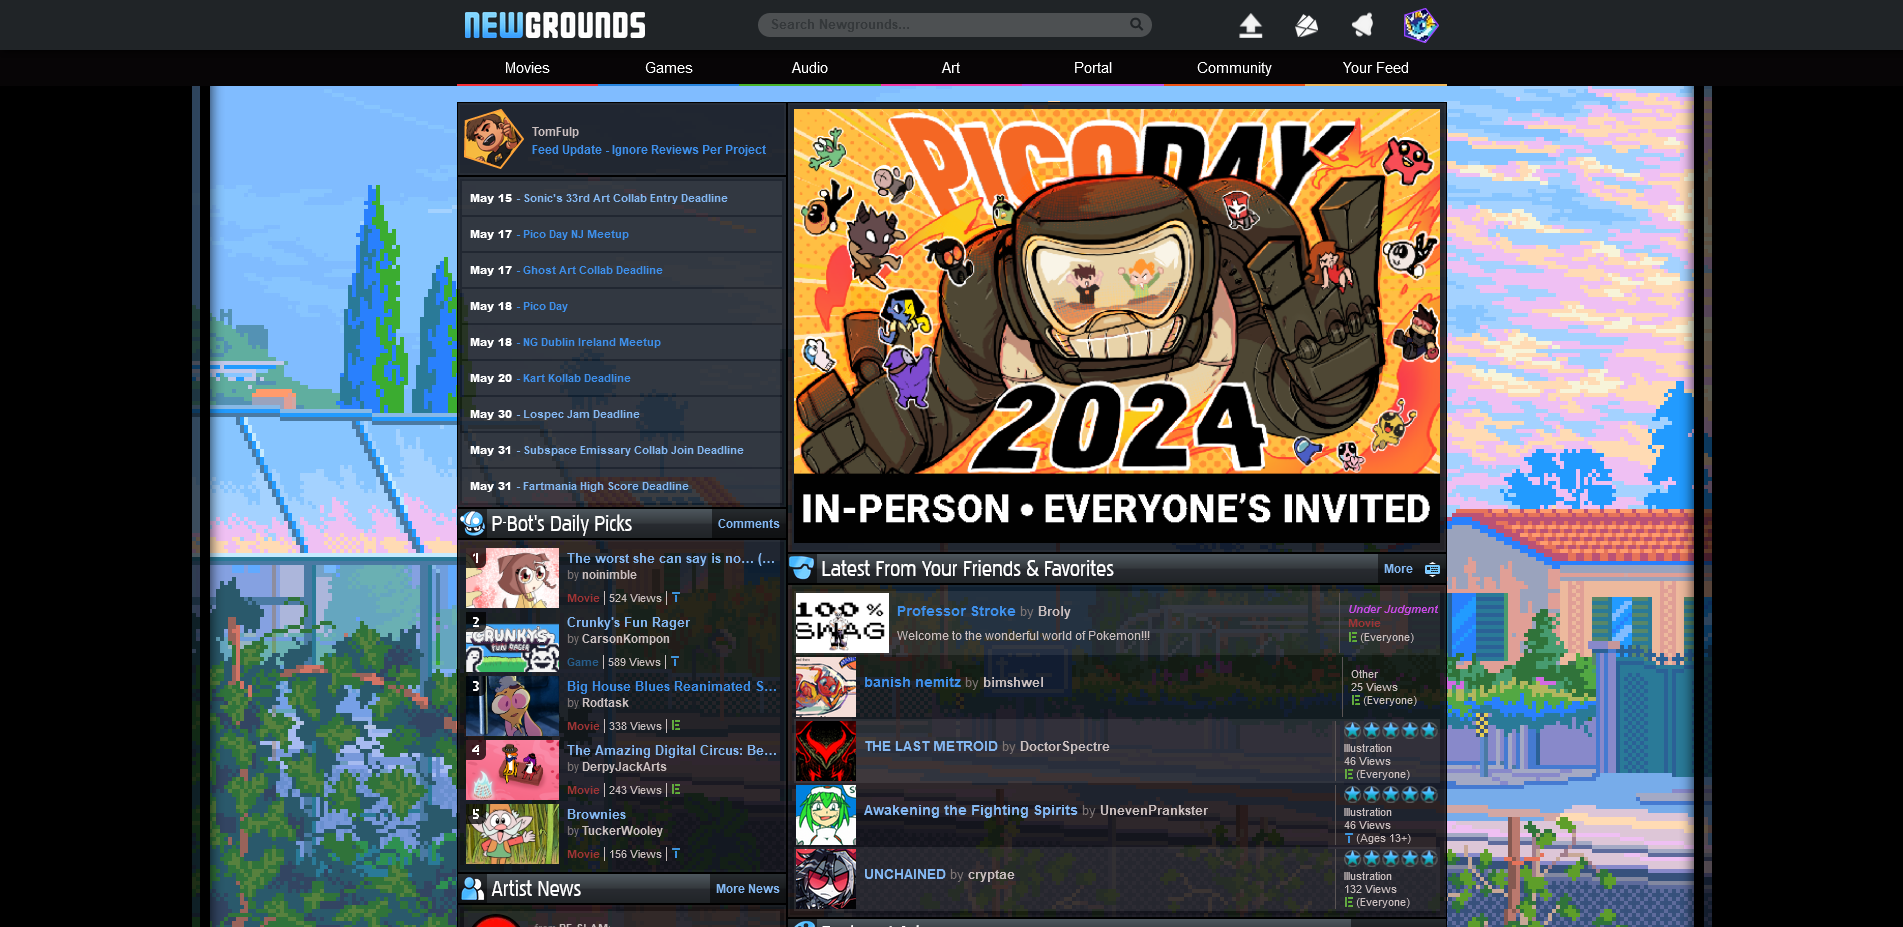 NEWGROUNDS
Search Newgrounds...
Movies
Games
Audio
Art
Portal
Community
Your Feed
TomFulp
Feed Update - Ignore Reviews Per Project
May 15 - Sonic's 33rd Art Collab Entry Deadline
May 17 - Pico Day NJ Meetup
May 17 - Ghost Art Collab Deadline
May 18 - Pico Day
May 18 - NG Dublin Ireland Meetup
May 20 - Kart Kollab Deadline
May 30 - Lospec Jam Deadline
May 31 - Subspace Emissary Collab Join Deadline
May 31 - Fartmania High Score Deadline
P-Bot's Daily Picks
Comments
1
The worst she can say is no... (...
by noinimble
Movie | 524 Views | T
2
CRUNKY'S
FUN RAGER
Crunky's Fun Rager
by CarsonKompon
Game | 589 Views | T
3
Big House Blues Reanimated S...
by Rodtask
Movie | 338 Views | E
4
The Amazing Digital Circus: Be...
by DerpyJackArts
Movie | 243 Views | E
5
Brownies
by TuckerWooley
Movie | 156 Views | T
Artist News
More News
from PE-SLAM
PICO DAY
2024
IN-PERSON • EVERYONE'S INVITED
Latest From Your Friends & Favorites
More
100 %
SWAG
Professor Stroke by Broly
Welcome to the wonderful world of Pokemon!!!
Under Judgment
Movie
E (Everyone)
banish nemitz by bimshwel
Other
25 Views
E (Everyone)
THE LAST METROID by DoctorSpectre
Illustration
46 Views
E (Everyone)
Awakening the Fighting Spirits by UnevenPrankster
Illustration
46 Views
T (Ages 13+)
UNCHAINED by cryptae
Illustration
132 Views
E (Everyone)